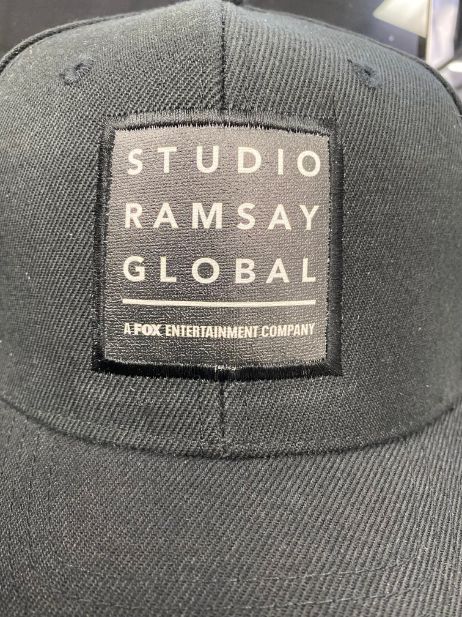 STUDIO
RAMSAY
GLOBAL
A FOX ENTERTAINMENT COMPANY